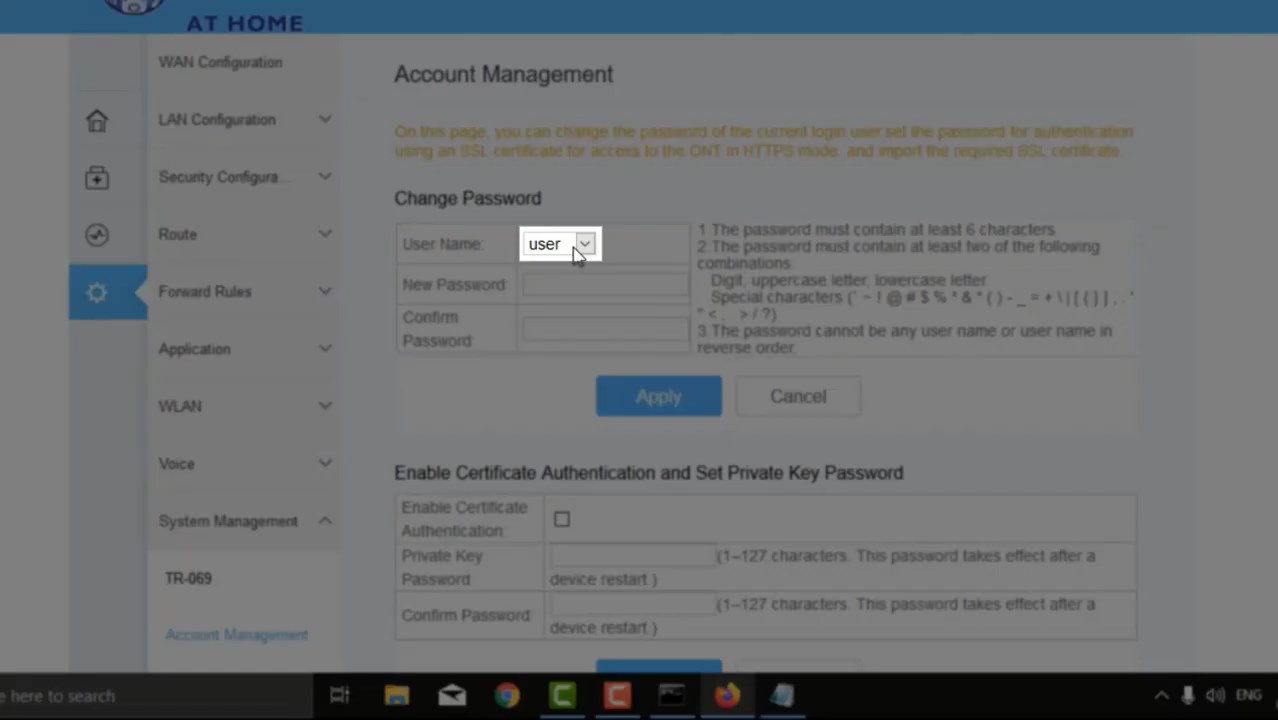 AT HOME
WAN Configuration
LAN Configuration
Security Configura...
Route
Forward Rules
Application
WLAN
Voice
System Management
TR-069
Account Management
Account Management
On this page, you can change the password of the current login user set the password for authentication
using an SSL certificate for access to the ONT in HTTPS mode, and import the required SSL certificate.
Change Password
User Name:
user
New Password:
Confirm
Password:
1.The password must contain at least 6 characters.
2.The password must contain at least two of the following
combinations:
Digit, uppercase letter, lowercase letter
Special characters (` ~ ! @ # $ % ^ & * ( ) - _ = + \ | [ { } ] ; : '
" < , . > / ?).
3.The password cannot be any user name or user name in
reverse order.
Apply
Cancel
Enable Certificate Authentication and Set Private Key Password
Enable Certificate
Authentication:
Private Key
Password
(1–127 characters. This password takes effect after a
device restart.)
Confirm Password:
(1–127 characters. This password takes effect after a
device restart.)
e here to search
ENG